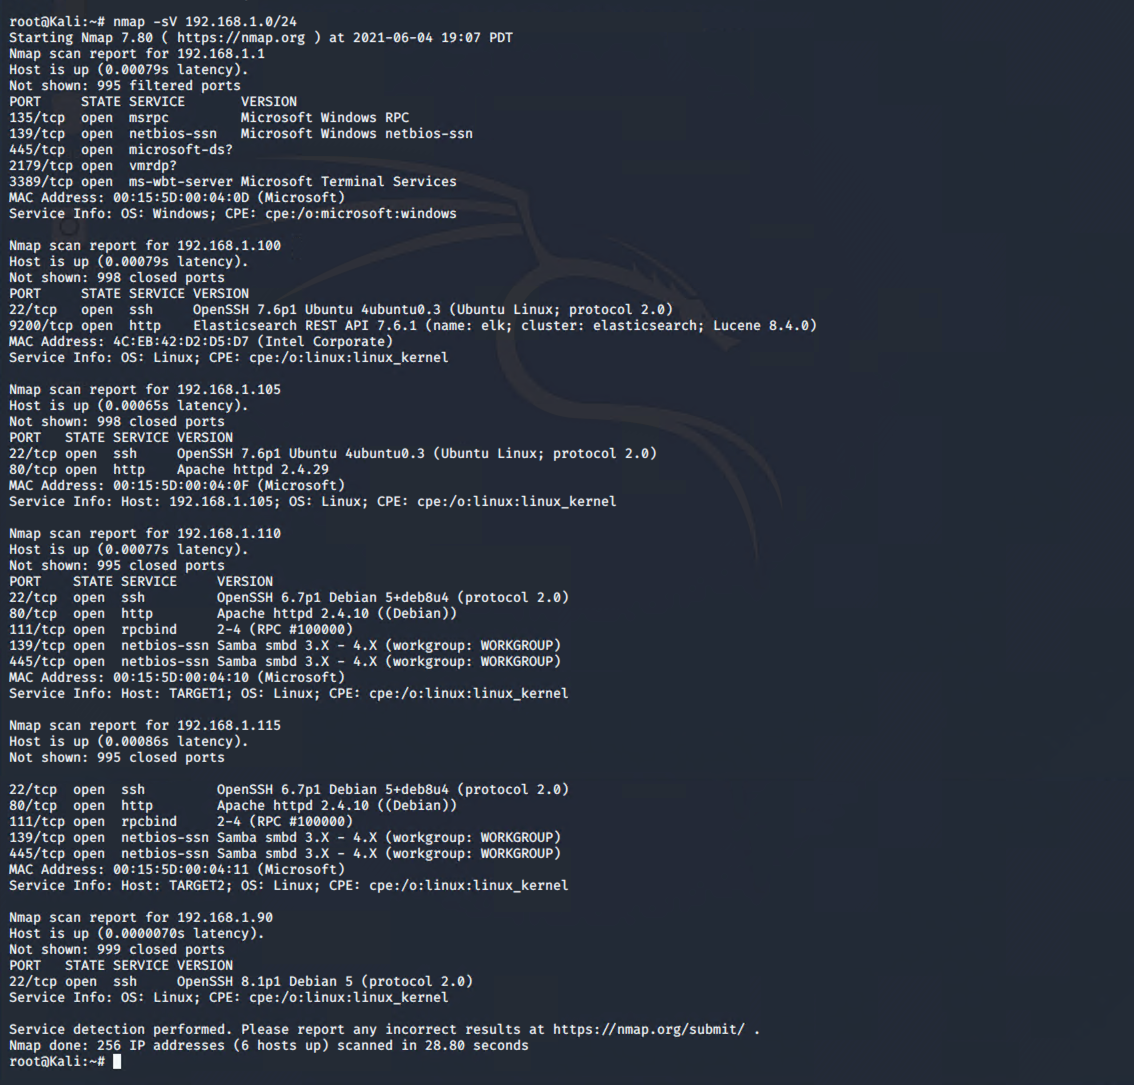 root@Kali:~# nmap -sV 192.168.1.0/24
Starting Nmap 7.80 ( https://nmap.org ) at 2021-06-04 19:07 PDT
Nmap scan report for 192.168.1.1
Host is up (0.00079s latency).
Not shown: 995 filtered ports
PORT     STATE SERVICE       VERSION
135/tcp  open  msrpc         Microsoft Windows RPC
139/tcp  open  netbios-ssn   Microsoft Windows netbios-ssn
445/tcp  open  microsoft-ds?
2179/tcp open  vmrdp?
3389/tcp open  ms-wbt-server Microsoft Terminal Services
MAC Address: 00:15:5D:00:04:0D (Microsoft)
Service Info: OS: Windows; CPE: cpe:/o:microsoft:windows

Nmap scan report for 192.168.1.100
Host is up (0.00079s latency).
Not shown: 998 closed ports
PORT     STATE SERVICE VERSION
22/tcp   open  ssh     OpenSSH 7.6p1 Ubuntu 4ubuntu0.3 (Ubuntu Linux; protocol 2.0)
9200/tcp open  http    Elasticsearch REST API 7.6.1 (name: elk; cluster: elasticsearch; Lucene 8.4.0)
MAC Address: 4C:EB:42:D2:D5:D7 (Intel Corporate)
Service Info: OS: Linux; CPE: cpe:/o:linux:linux_kernel

Nmap scan report for 192.168.1.105
Host is up (0.00065s latency).
Not shown: 998 closed ports
PORT   STATE SERVICE VERSION
22/tcp open  ssh     OpenSSH 7.6p1 Ubuntu 4ubuntu0.3 (Ubuntu Linux; protocol 2.0)
80/tcp open  http    Apache httpd 2.4.29
MAC Address: 00:15:5D:00:04:0F (Microsoft)
Service Info: Host: 192.168.1.105; OS: Linux; CPE: cpe:/o:linux:linux_kernel

Nmap scan report for 192.168.1.110
Host is up (0.00077s latency).
Not shown: 995 closed ports
PORT    STATE SERVICE     VERSION
22/tcp  open  ssh         OpenSSH 6.7p1 Debian 5+deb8u4 (protocol 2.0)
80/tcp  open  http        Apache httpd 2.4.10 ((Debian))
111/tcp open  rpcbind     2-4 (RPC #100000)
139/tcp open  netbios-ssn Samba smbd 3.X - 4.X (workgroup: WORKGROUP)
445/tcp open  netbios-ssn Samba smbd 3.X - 4.X (workgroup: WORKGROUP)
MAC Address: 00:15:5D:00:04:10 (Microsoft)
Service Info: Host: TARGET1; OS: Linux; CPE: cpe:/o:linux:linux_kernel

Nmap scan report for 192.168.1.115
Host is up (0.00086s latency).
Not shown: 995 closed ports

22/tcp  open  ssh         OpenSSH 6.7p1 Debian 5+deb8u4 (protocol 2.0)
80/tcp  open  http        Apache httpd 2.4.10 ((Debian))
111/tcp open  rpcbind     2-4 (RPC #100000)
139/tcp open  netbios-ssn Samba smbd 3.X - 4.X (workgroup: WORKGROUP)
445/tcp open  netbios-ssn Samba smbd 3.X - 4.X (workgroup: WORKGROUP)
MAC Address: 00:15:5D:00:04:11 (Microsoft)
Service Info: Host: TARGET2; OS: Linux; CPE: cpe:/o:linux:linux_kernel

Nmap scan report for 192.168.1.90
Host is up (0.0000070s latency).
Not shown: 999 closed ports
PORT   STATE SERVICE VERSION
22/tcp open  ssh     OpenSSH 8.1p1 Debian 5 (protocol 2.0)
Service Info: OS: Linux; CPE: cpe:/o:linux:linux_kernel

Service detection performed. Please report any incorrect results at https://nmap.org/submit/ .
Nmap done: 256 IP addresses (6 hosts up) scanned in 28.80 seconds
root@Kali:~#